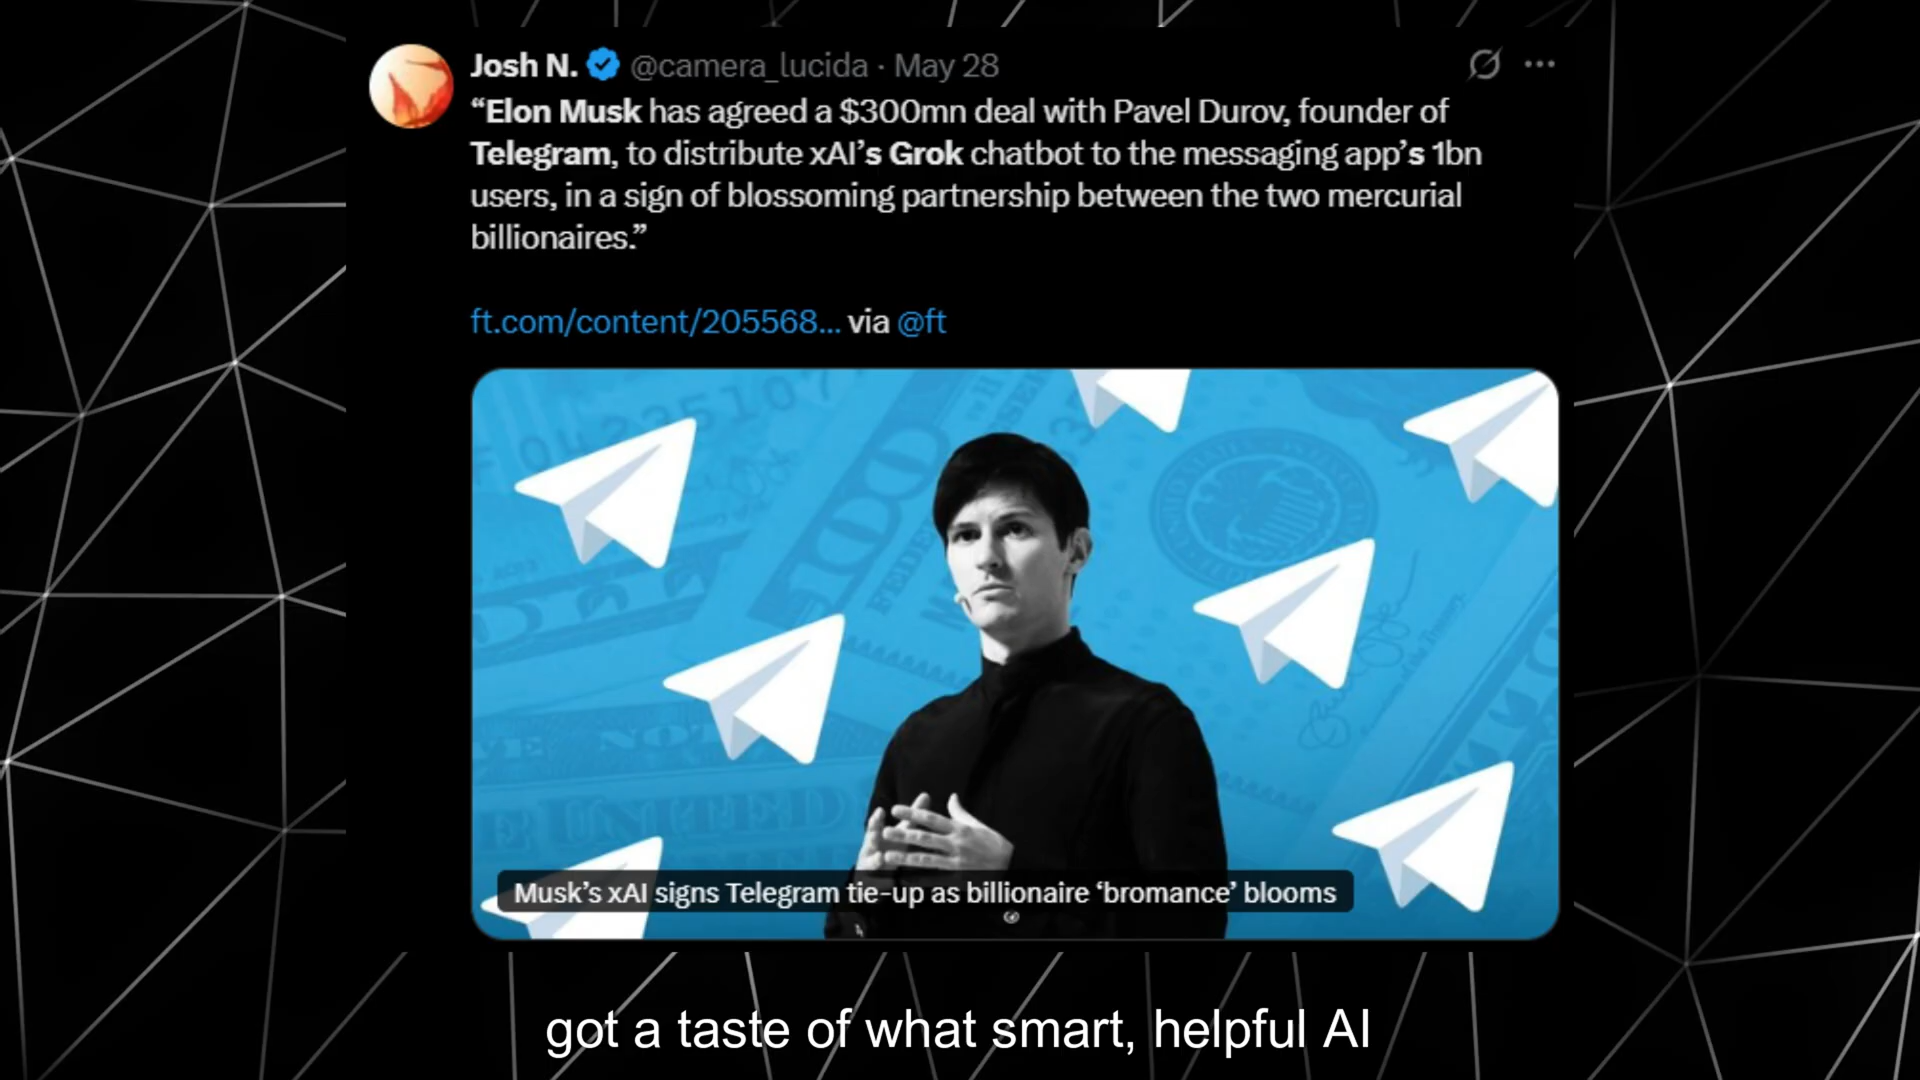 Josh N. @camera_lucida · May 28
“Elon Musk has agreed a $300mn deal with Pavel Durov, founder of
Telegram, to distribute xAI’s Grok chatbot to the messaging app’s 1bn
users, in a sign of blossoming partnership between the two mercurial
billionaires.”
ft.com/content/205568... via @ft
Musk’s xAI signs Telegram tie-up as billionaire ‘bromance’ blooms
got a taste of what smart, helpful AI